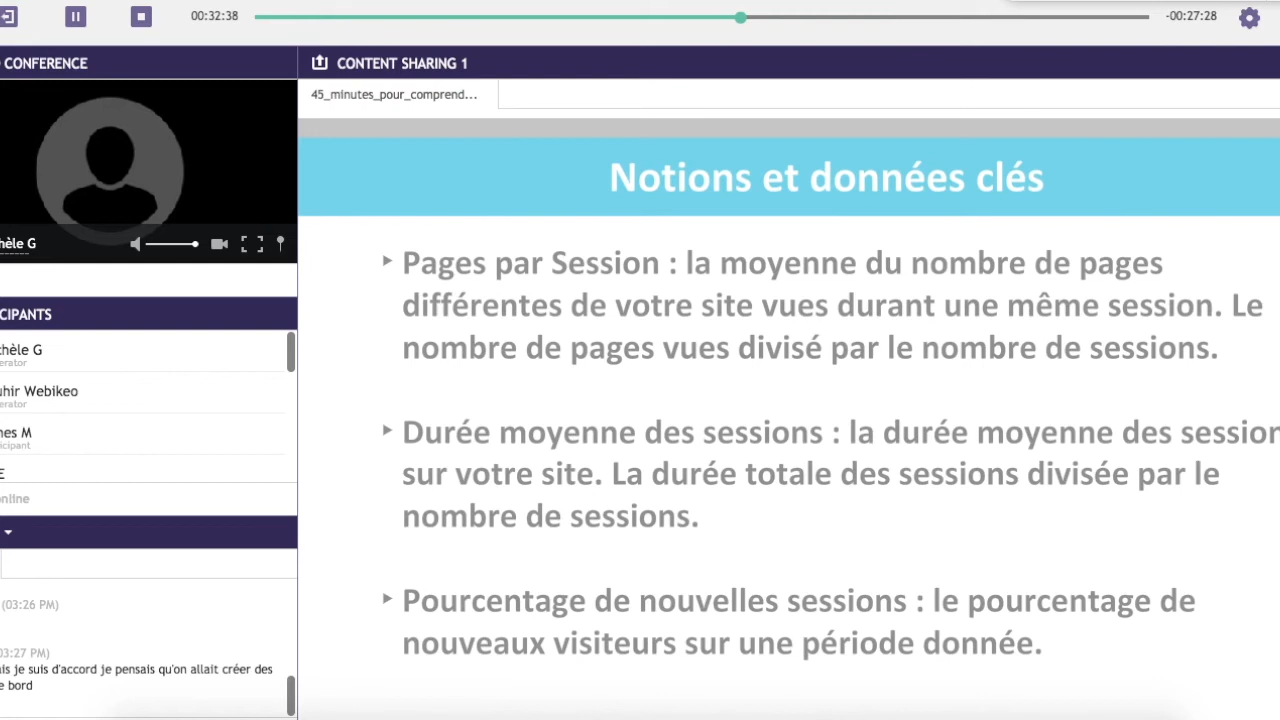 00:32:38
-00:27:28
CONFERENCE
CONTENT SHARING 1
45_minutes_pour_comprend...
hèle G
CIPANTS
chèle G
erator
uhir Webikeo
erator
nes M
icipant
E
online
(03:26 PM)
03:27 PM)
is je suis d'accord je pensais qu'on allait créer des
e bord
Notions et données clés
Pages par Session : la moyenne du nombre de pages
différentes de votre site vues durant une même session. Le
nombre de pages vues divisé par le nombre de sessions.
Durée moyenne des sessions : la durée moyenne des session
sur votre site. La durée totale des sessions divisée par le
nombre de sessions.
Pourcentage de nouvelles sessions : le pourcentage de
nouveaux visiteurs sur une période donnée.